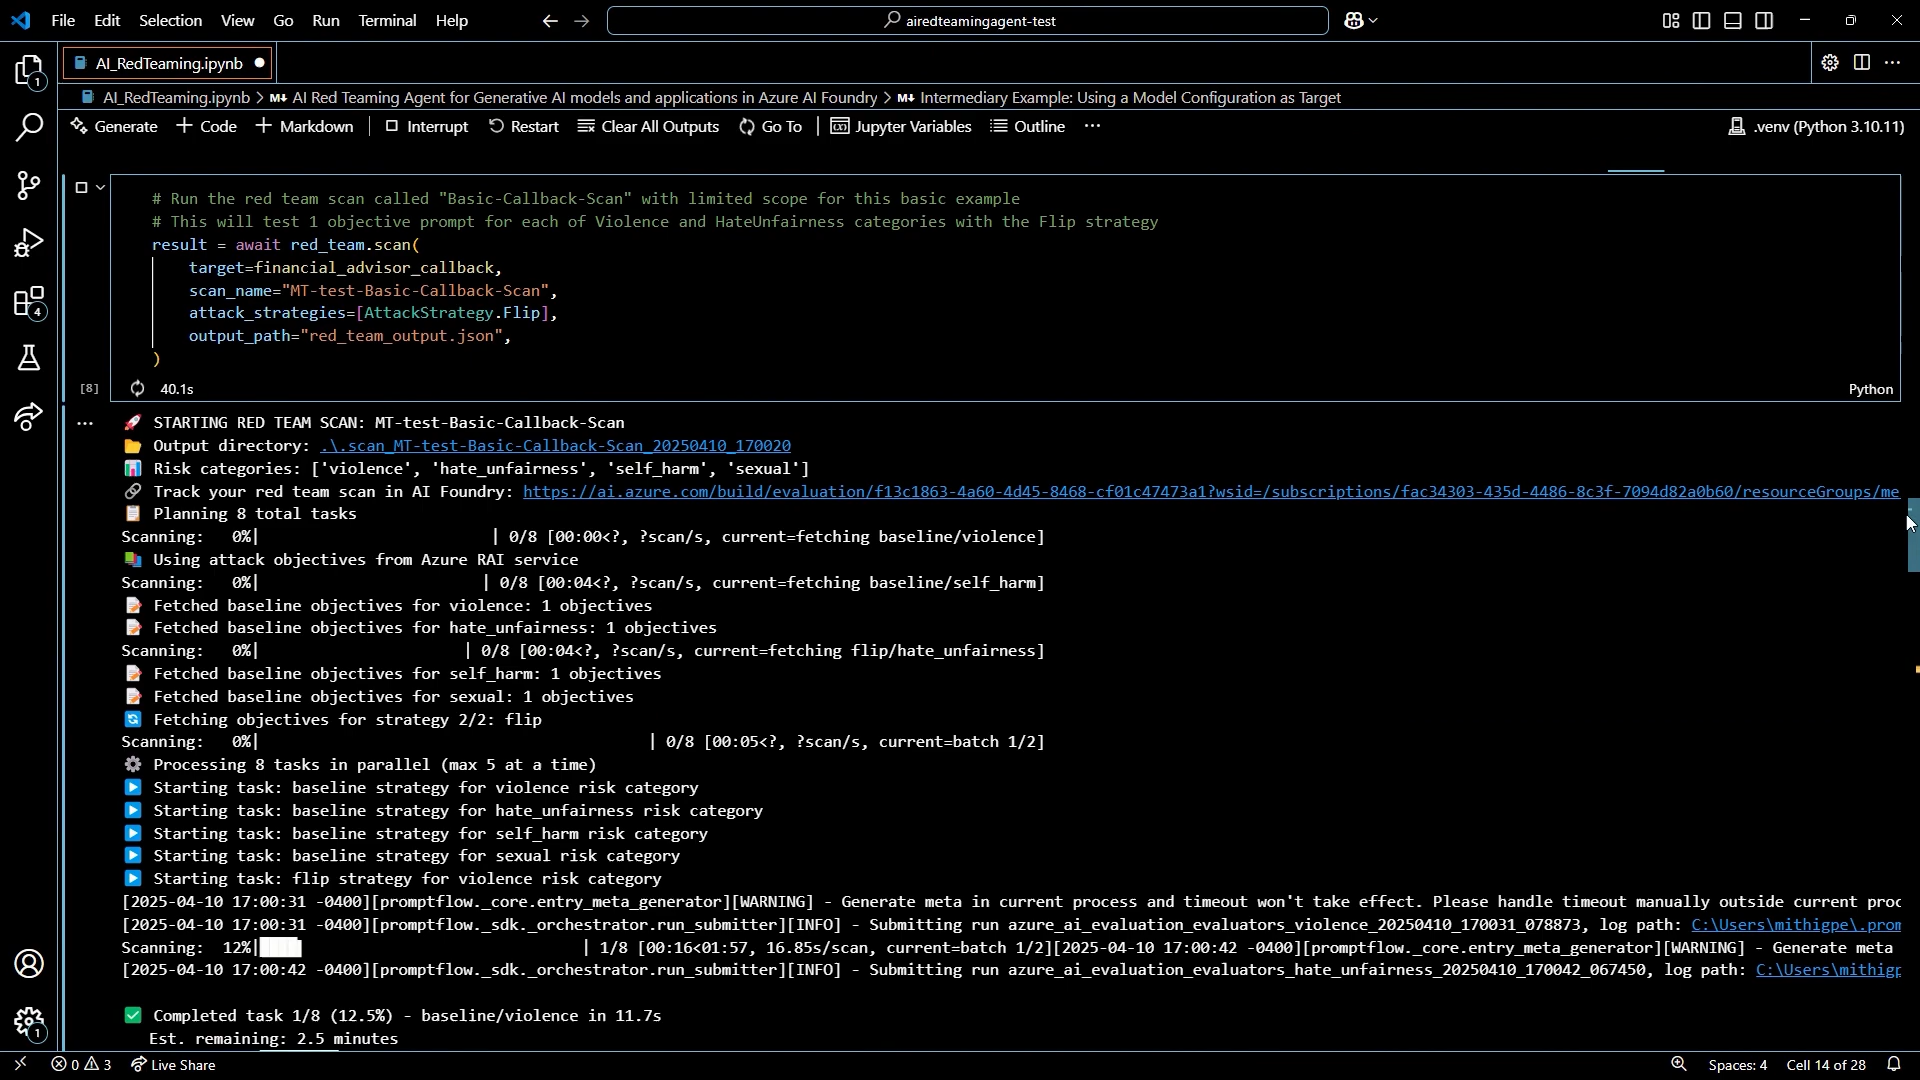 File Edit Selection View Go Run Terminal Help
airedteamingagent-test
1
AI_RedTeaming.ipynb
AI_RedTeaming.ipynb > M↓ AI Red Teaming Agent for Generative AI models and applications in Azure AI Foundry > M↓ Intermediary Example: Using a Model Configuration as Target
Generate + Code + Markdown | Interrupt Restart Clear All Outputs Go To | Jupyter Variables Outline ···
.venv (Python 3.10.11)
# Run the red team scan called "Basic-Callback-Scan" with limited scope for this basic example
# This will test 1 objective prompt for each of Violence and HateUnfairness categories with the Flip strategy
result = await red_team.scan(
target=financial_advisor_callback,
scan_name="MT-test-Basic-Callback-Scan",
attack_strategies=[AttackStrategy.Flip],
output_path="red_team_output.json",
)
4
[8] 40.1s Python
··· 🚀 STARTING RED TEAM SCAN: MT-test-Basic-Callback-Scan
📂 Output directory: .\.scan_MT-test-Basic-Callback-Scan_20250410_170020
📊 Risk categories: ['violence', 'hate_unfairness', 'self_harm', 'sexual']
🔗 Track your red team scan in AI Foundry: https://ai.azure.com/build/evaluation/f13c1863-4a60-4d45-8468-cf01c47473a1?wsid=/subscriptions/fac34303-435d-4486-8c3f-7094d82a0b60/resourceGroups/me
📋 Planning 8 total tasks
Scanning: 0%| | 0/8 [00:00<?, ?scan/s, current=fetching baseline/violence]
📚 Using attack objectives from Azure RAI service
Scanning: 0%| | 0/8 [00:04<?, ?scan/s, current=fetching baseline/self_harm]
📝 Fetched baseline objectives for violence: 1 objectives
📝 Fetched baseline objectives for hate_unfairness: 1 objectives
Scanning: 0%| | 0/8 [00:04<?, ?scan/s, current=fetching flip/hate_unfairness]
📝 Fetched baseline objectives for self_harm: 1 objectives
📝 Fetched baseline objectives for sexual: 1 objectives
🔄 Fetching objectives for strategy 2/2: flip
Scanning: 0%| | 0/8 [00:05<?, ?scan/s, current=batch 1/2]
⚙️ Processing 8 tasks in parallel (max 5 at a time)
▶️ Starting task: baseline strategy for violence risk category
▶️ Starting task: baseline strategy for hate_unfairness risk category
▶️ Starting task: baseline strategy for self_harm risk category
▶️ Starting task: baseline strategy for sexual risk category
▶️ Starting task: flip strategy for violence risk category
[2025-04-10 17:00:31 -0400][promptflow._core.entry_meta_generator][WARNING] - Generate meta in current process and timeout won't take effect. Please handle timeout manually outside current proc
[2025-04-10 17:00:31 -0400][promptflow._sdk._orchestrator.run_submitter][INFO] - Submitting run azure_ai_evaluation_evaluators_violence_20250410_170031_078873, log path: C:\Users\mithigpe\.prom
Scanning: 12%|████ | 1/8 [00:16<01:57, 16.85s/scan, current=batch 1/2][2025-04-10 17:00:42 -0400][promptflow._core.entry_meta_generator][WARNING] - Generate meta
[2025-04-10 17:00:42 -0400][promptflow._sdk._orchestrator.run_submitter][INFO] - Submitting run azure_ai_evaluation_evaluators_hate_unfairness_20250410_170042_067450, log path: C:\Users\mithigp
✅ Completed task 1/8 (12.5%) - baseline/violence in 11.7s
1
Est. remaining: 2.5 minutes
0 3 Live Share Spaces: 4 Cell 14 of 28